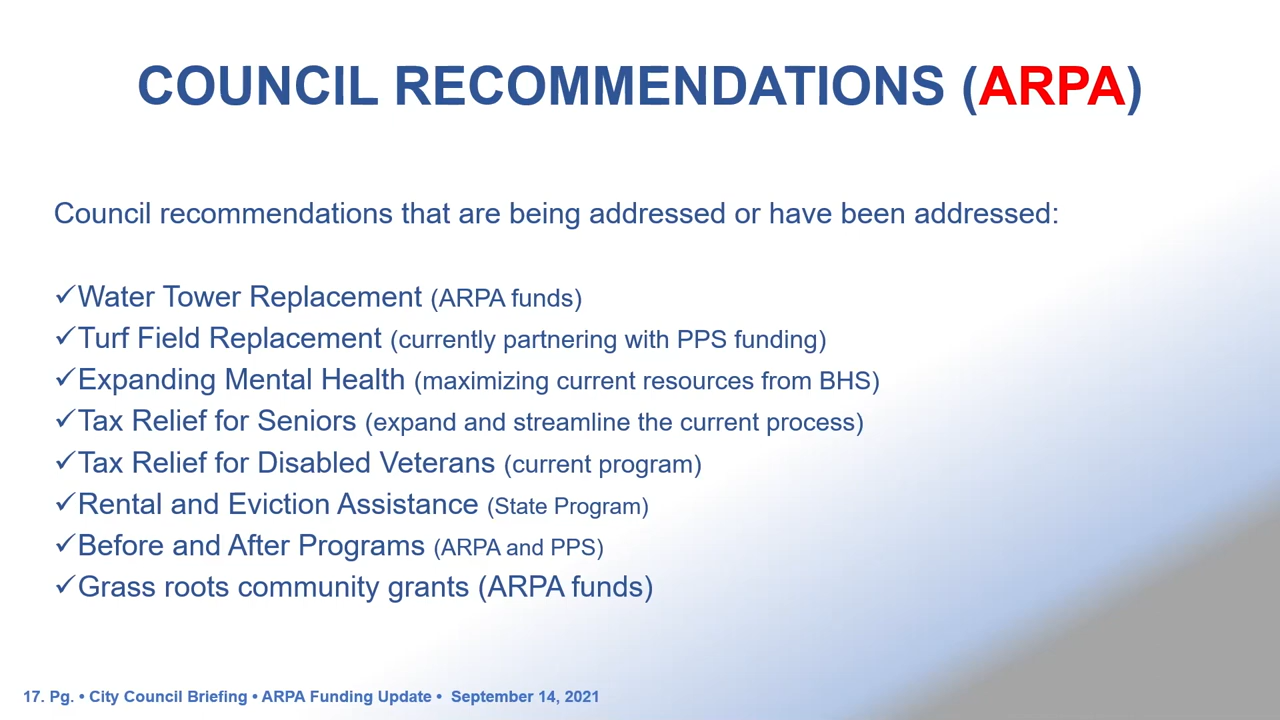 COUNCIL RECOMMENDATIONS (ARPA)
Council recommendations that are being addressed or have been addressed:
✓Water Tower Replacement (ARPA funds)
✓Turf Field Replacement (currently partnering with PPS funding)
✓Expanding Mental Health (maximizing current resources from BHS)
✓Tax Relief for Seniors (expand and streamline the current process)
✓Tax Relief for Disabled Veterans (current program)
✓Rental and Eviction Assistance (State Program)
✓Before and After Programs (ARPA and PPS)
✓Grass roots community grants (ARPA funds)
17. Pg. • City Council Briefing • ARPA Funding Update • September 14, 2021